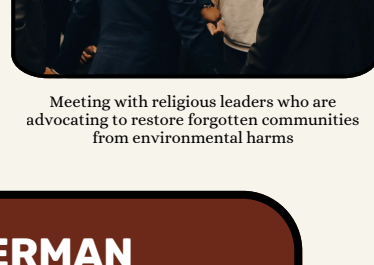 Meeting with religious leaders who are
advocating to restore forgotten communities
from environmental harms
ERMAN